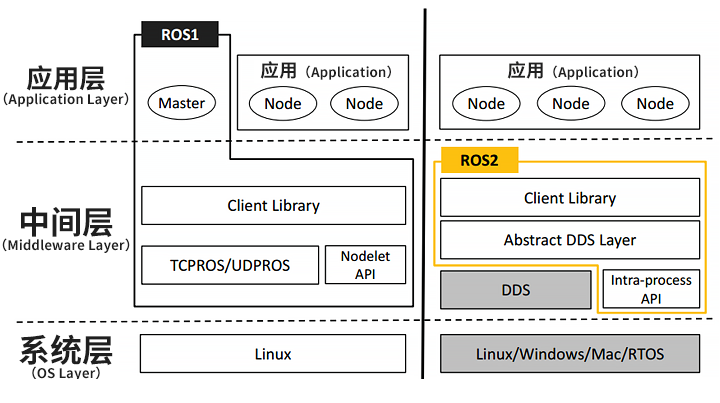 ROS1
应用层
(Application Layer)
Master
应用 (Application)
Node
Node
应用 (Application)
Node
Node
Node
中间层
(Middleware Layer)
Client Library
TCPROS/UDPROS
Nodelet
API
ROS2
Client Library
Abstract DDS Layer
DDS
Intra-process
API
系统层
(OS Layer)
Linux
Linux/Windows/Mac/RTOS